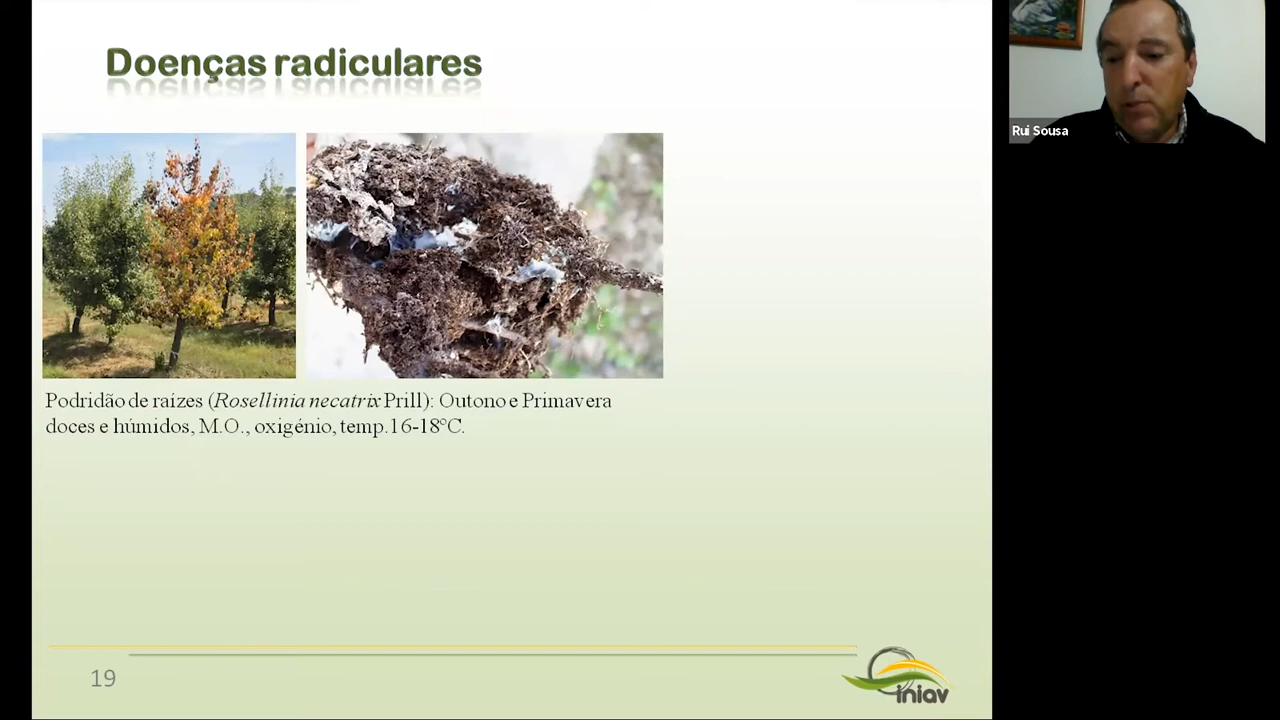 Doenças radiculares
Rui Sousa
Podridão de raízes (Rosellinia necatrix Prill): Outono e Primavera
doces e húmidos, M.O., oxigénio, temp.16-18°C.
19
iniav